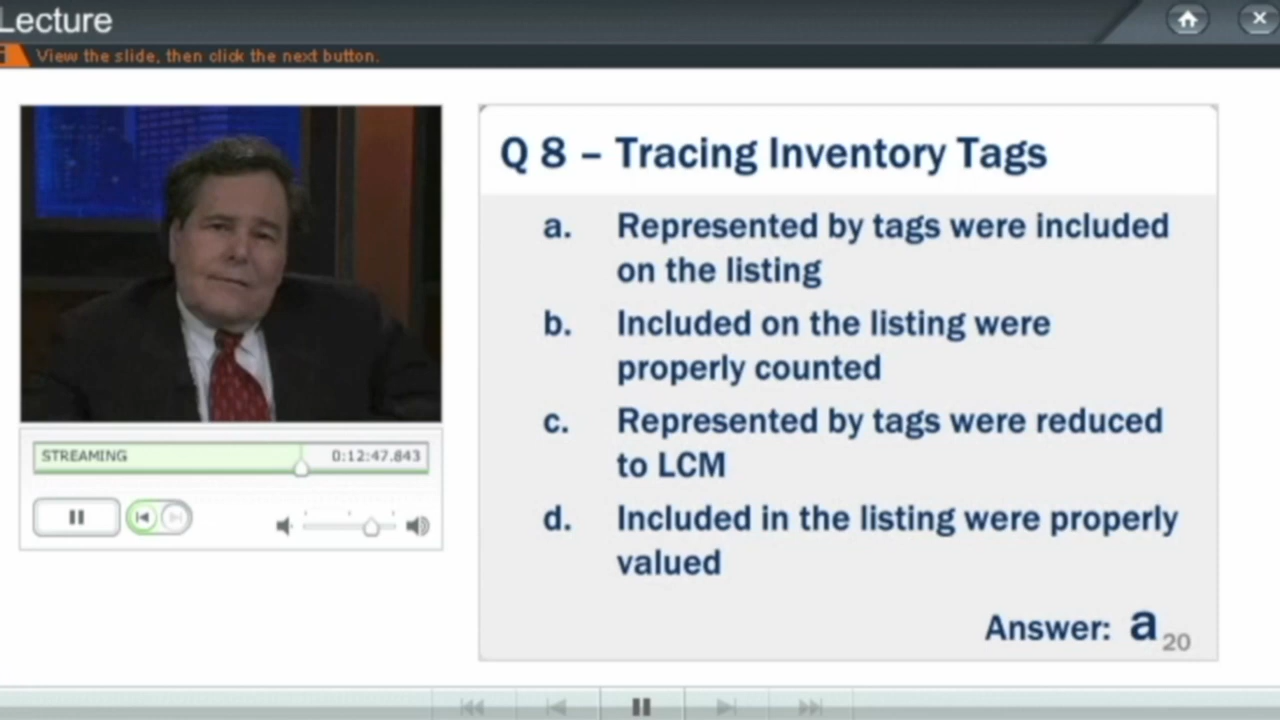 Lecture
View the slide, then click the next button.
Q 8 – Tracing Inventory Tags
a. Represented by tags were included
on the listing
b. Included on the listing were
properly counted
c. Represented by tags were reduced
to LCM
d. Included in the listing were properly
valued
Answer: a
20
STREAMING 0:12:47.843